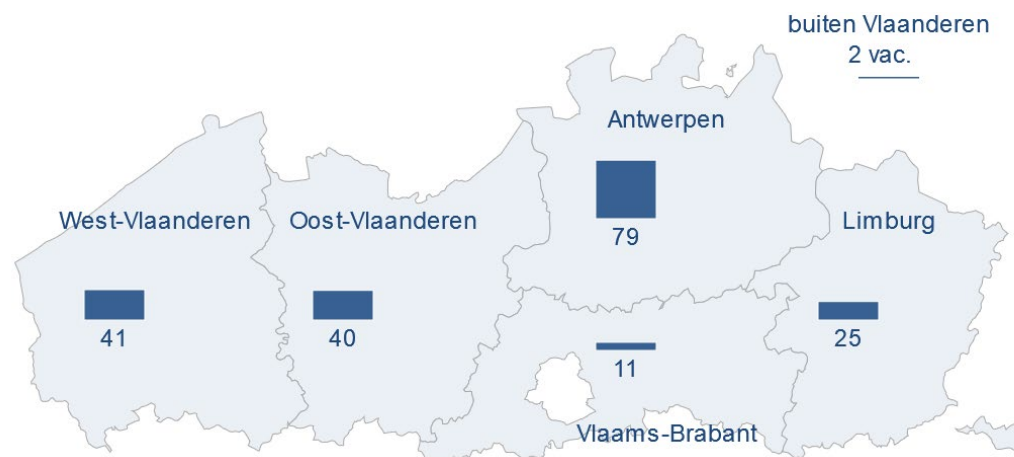 buiten Vlaanderen
2 vac.
Antwerpen
79
West-Vlaanderen
41
Oost-Vlaanderen
40
Limburg
25
11
Vlaams-Brabant